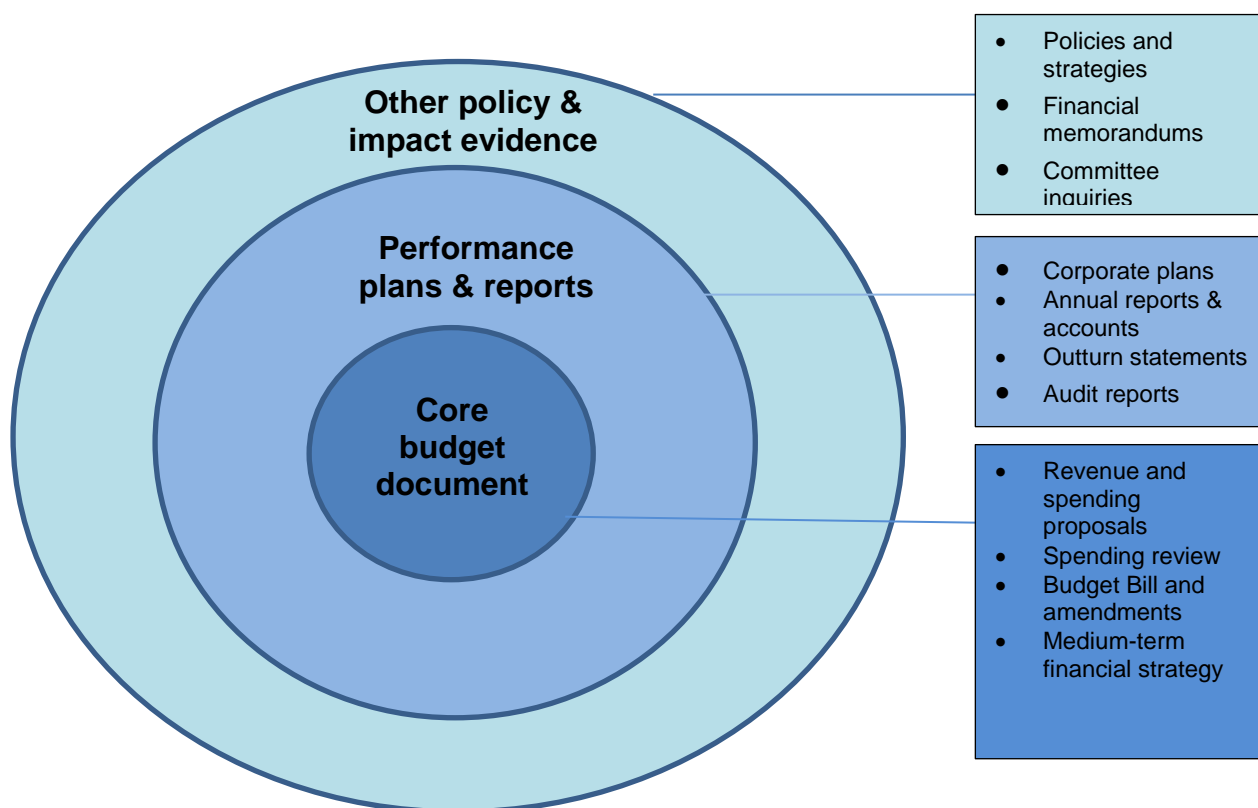 Other policy &
impact evidence
Performance
plans & reports
Core
budget
document
• Policies and
strategies
• Financial
memorandums
• Committee
inquiries
• Corporate plans
• Annual reports &
accounts
• Outturn statements
• Audit reports
• Revenue and
spending
proposals
• Spending review
• Budget Bill and
amendments
• Medium-term
financial strategy